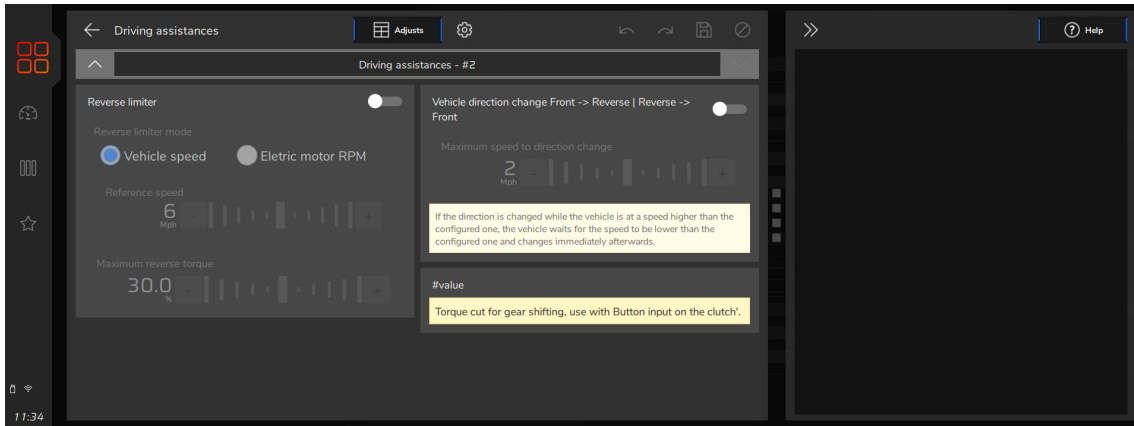 Driving assistances
Adjusts
Help
Driving assistances - #2
Reverse limiter
Reverse limiter mode
Vehicle speed
Eletric motor RPM
Reference speed
6
Mph
-
+
Maximum reverse torque
30.0
%
-
+
Vehicle direction change Front -> Reverse | Reverse ->
Front
Maximum speed to direction change
2
Mph
-
+
If the direction is changed while the vehicle is at a speed higher than the
configured one, the vehicle waits for the speed to be lower than the
configured one and changes immediately afterwards.
#value
Torque cut for gear shifting, use with Button input on the clutch'.
11:34